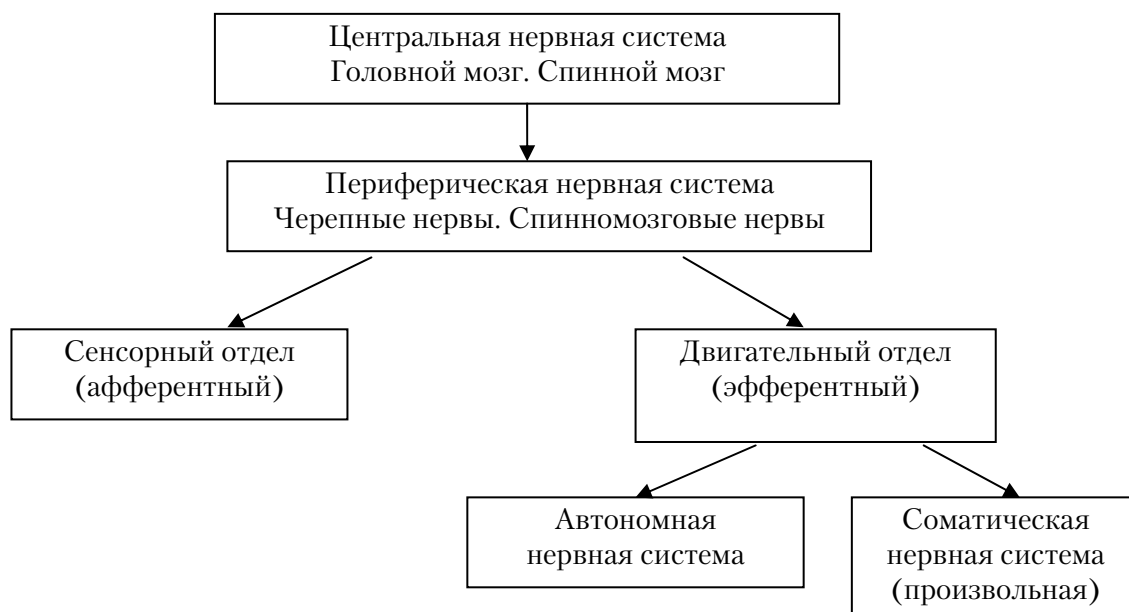 Центральная нервная система
Головной мозг. Спинной мозг
Периферическая нервная система
Черепные нервы. Спинномозговые нервы
Сенсорный отдел
(афферентный)
Двигательный отдел
(эфферентный)
Автономная
нервная система
Соматическая
нервная система
(произвольная)